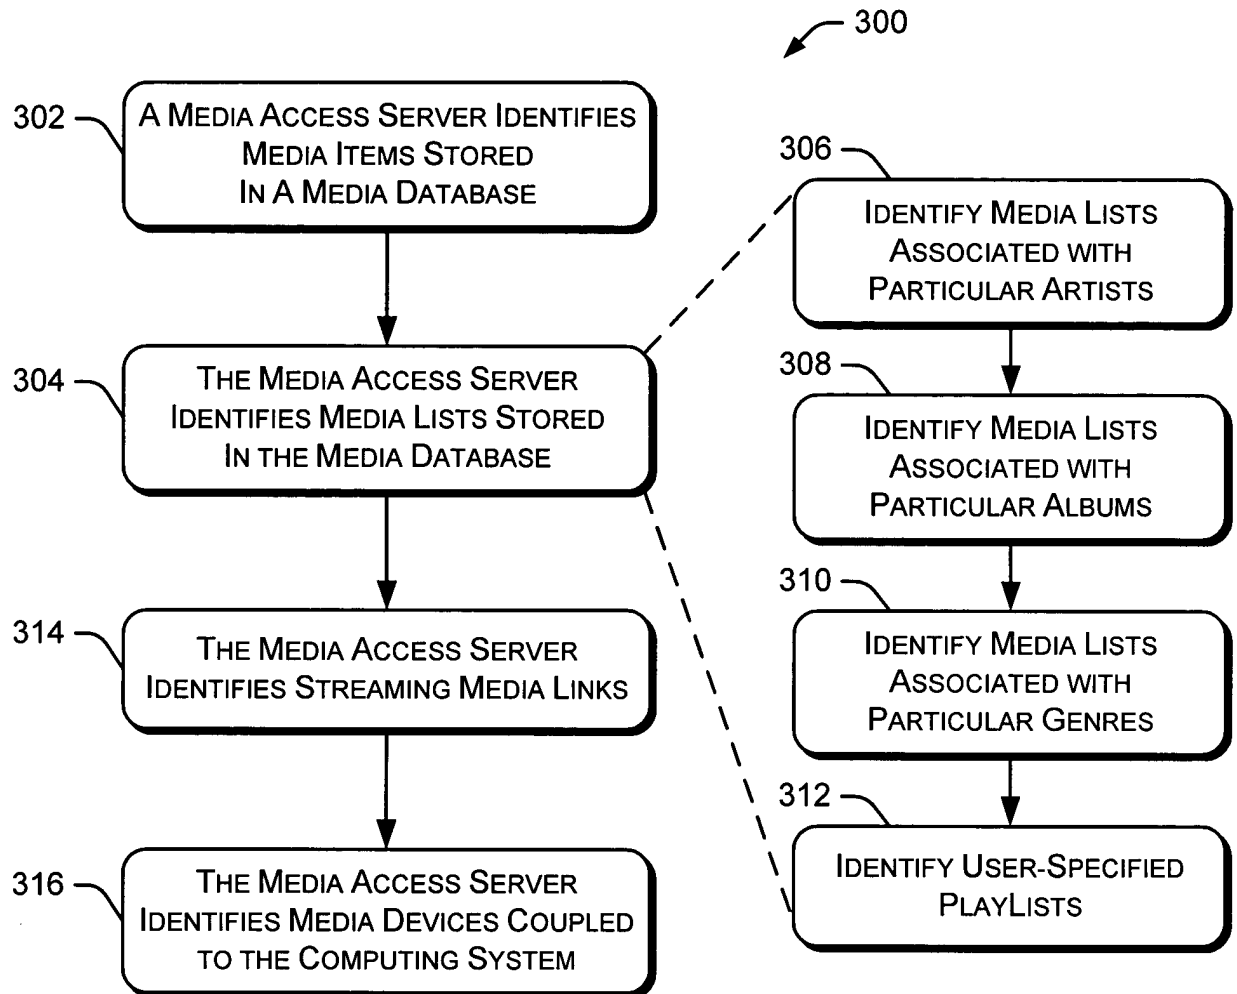 300
302
A MEDIA ACCESS SERVER IDENTIFIES
MEDIA ITEMS STORED
IN A MEDIA DATABASE
304
THE MEDIA ACCESS SERVER
IDENTIFIES MEDIA LISTS STORED
IN THE MEDIA DATABASE
306
IDENTIFY MEDIA LISTS
ASSOCIATED WITH
PARTICULAR ARTISTS
308
IDENTIFY MEDIA LISTS
ASSOCIATED WITH
PARTICULAR ALBUMS
310
IDENTIFY MEDIA LISTS
ASSOCIATED WITH
PARTICULAR GENRES
312
IDENTIFY USER-SPECIFIED
PLAYLISTS
314
THE MEDIA ACCESS SERVER
IDENTIFIES STREAMING MEDIA LINKS
316
THE MEDIA ACCESS SERVER
IDENTIFIES MEDIA DEVICES COUPLED
TO THE COMPUTING SYSTEM